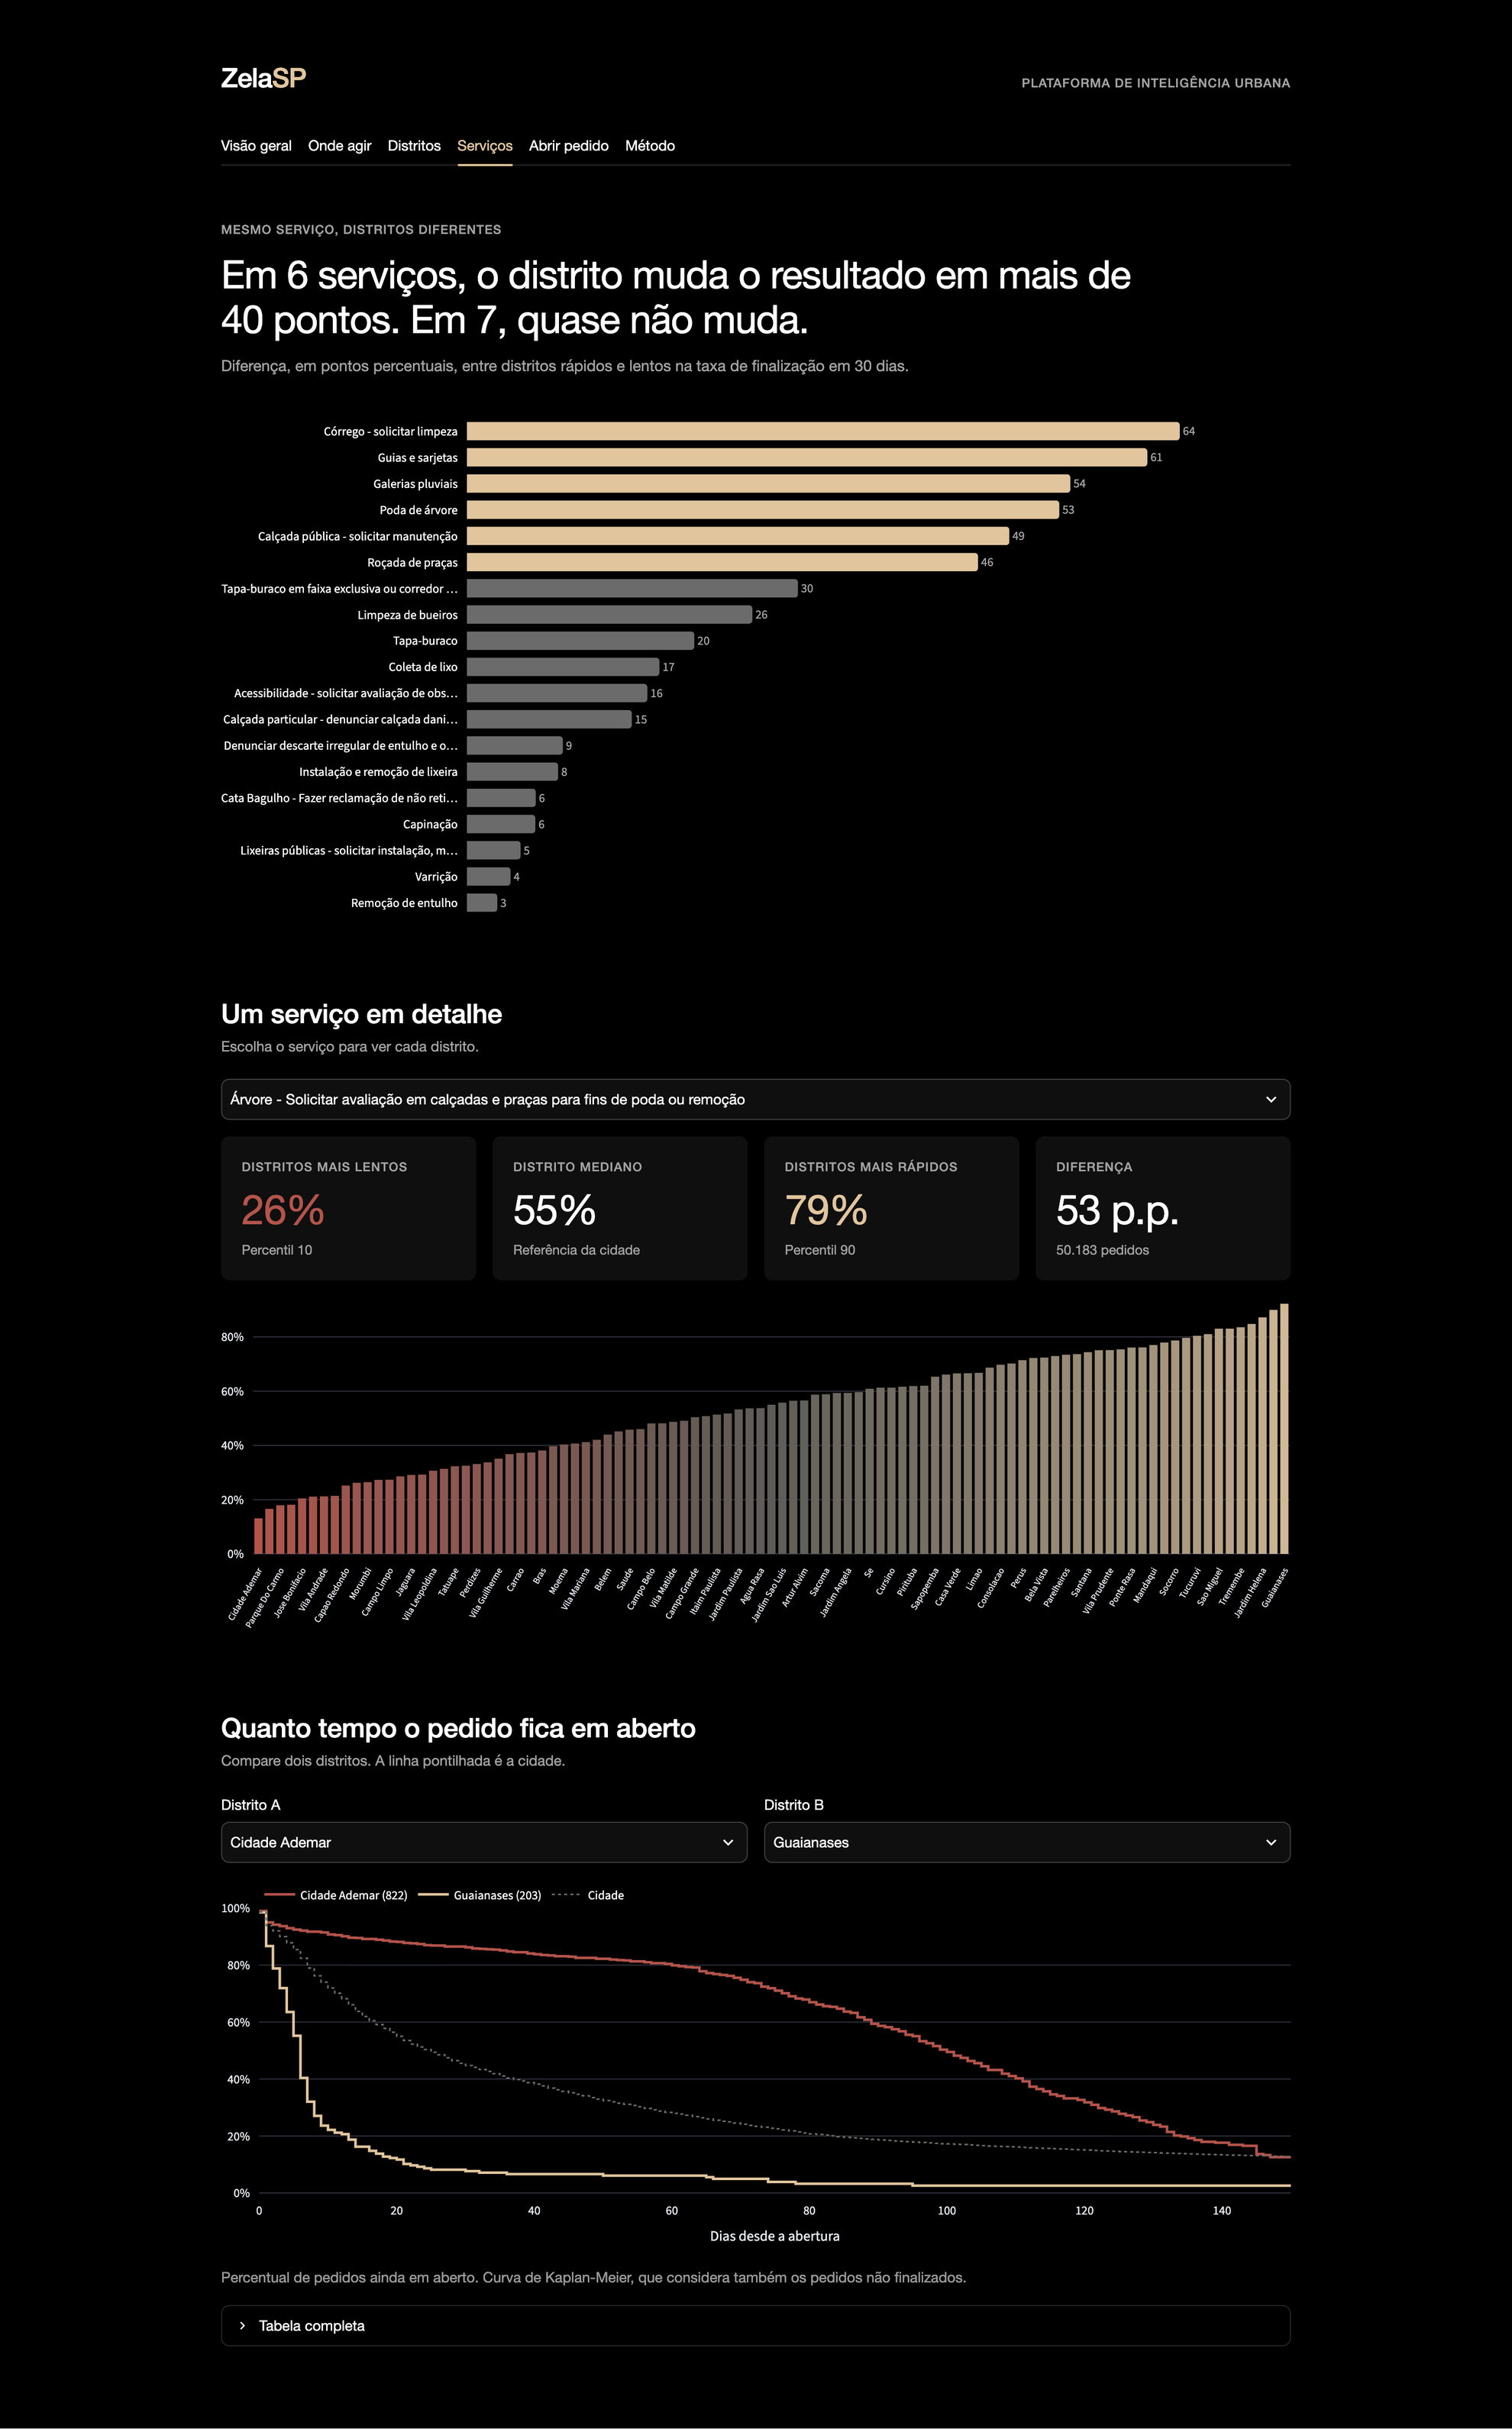 ZelaSP
PLATAFORMA DE INTELIGÊNCIA URBANA
Visão geral Onde agir Distritos Serviços Abrir pedido Método
MESMO SERVIÇO, DISTRITOS DIFERENTES
Em 6 serviços, o distrito muda o resultado em mais de
40 pontos. Em 7, quase não muda.
Diferença, em pontos percentuais, entre distritos rápidos e lentos na taxa de finalização em 30 dias.
Córrego - solicitar limpeza 64
Guias e sarjetas 61
Galerias pluviais 54
Poda de árvore 53
Calçada pública - solicitar manutenção 49
Roçada de praças 46
Tapa-buraco em faixa exclusiva ou corredor … 30
Limpeza de bueiros 26
Tapa-buraco 20
Coleta de lixo 17
Acessibilidade - solicitar avaliação de obs… 16
Calçada particular - denunciar calçada dani… 15
Denunciar descarte irregular de entulho e o… 9
Instalação e remoção de lixeira 8
Cata Bagulho - Fazer reclamação de não reti… 6
Capinação 6
Lixeiras públicas - solicitar instalação, m… 5
Varrição 4
Remoção de entulho 3
Um serviço em detalhe
Escolha o serviço para ver cada distrito.
Árvore - Solicitar avaliação em calçadas e praças para fins de poda ou remoção
DISTRITOS MAIS LENTOS
26%
Percentil 10
DISTRITO MEDIANO
55%
Referência da cidade
DISTRITOS MAIS RÁPIDOS
79%
Percentil 90
DIFERENÇA
53 p.p.
50.183 pedidos
80%
60%
40%
20%
0%
Cidade Ademar
Parque Do Carmo
Jose Bonifacio
Vila Andrade
Capao Redondo
Morumbi
Campo Limpo
Jaguara
Vila Leopoldina
Tatuape
Perdizes
Vila Guilherme
Carrao
Bras
Moema
Vila Mariana
Belem
Saude
Campo Belo
Vila Matilde
Campo Grande
Itaim Paulista
Jardim Paulista
Agua Rasa
Jardim Sao Luis
Artur Alvim
Sacoma
Jardim Angela
Se
Cursino
Pirituba
Sapopemba
Casa Verde
Limao
Consolacao
Perus
Bela Vista
Parelheiros
Santana
Vila Prudente
Ponte Rasa
Mandaqui
Socorro
Tucuruvi
Sao Miguel
Tremembe
Jardim Helena
Guaianases
Quanto tempo o pedido fica em aberto
Compare dois distritos. A linha pontilhada é a cidade.
Distrito A
Cidade Ademar
Distrito B
Guaianases
Cidade Ademar (822) Guaianases (203) Cidade
100%
80%
60%
40%
20%
0%
0 20 40 60 80 100 120 140
Dias desde a abertura
Percentual de pedidos ainda em aberto. Curva de Kaplan-Meier, que considera também os pedidos não finalizados.
Tabela completa